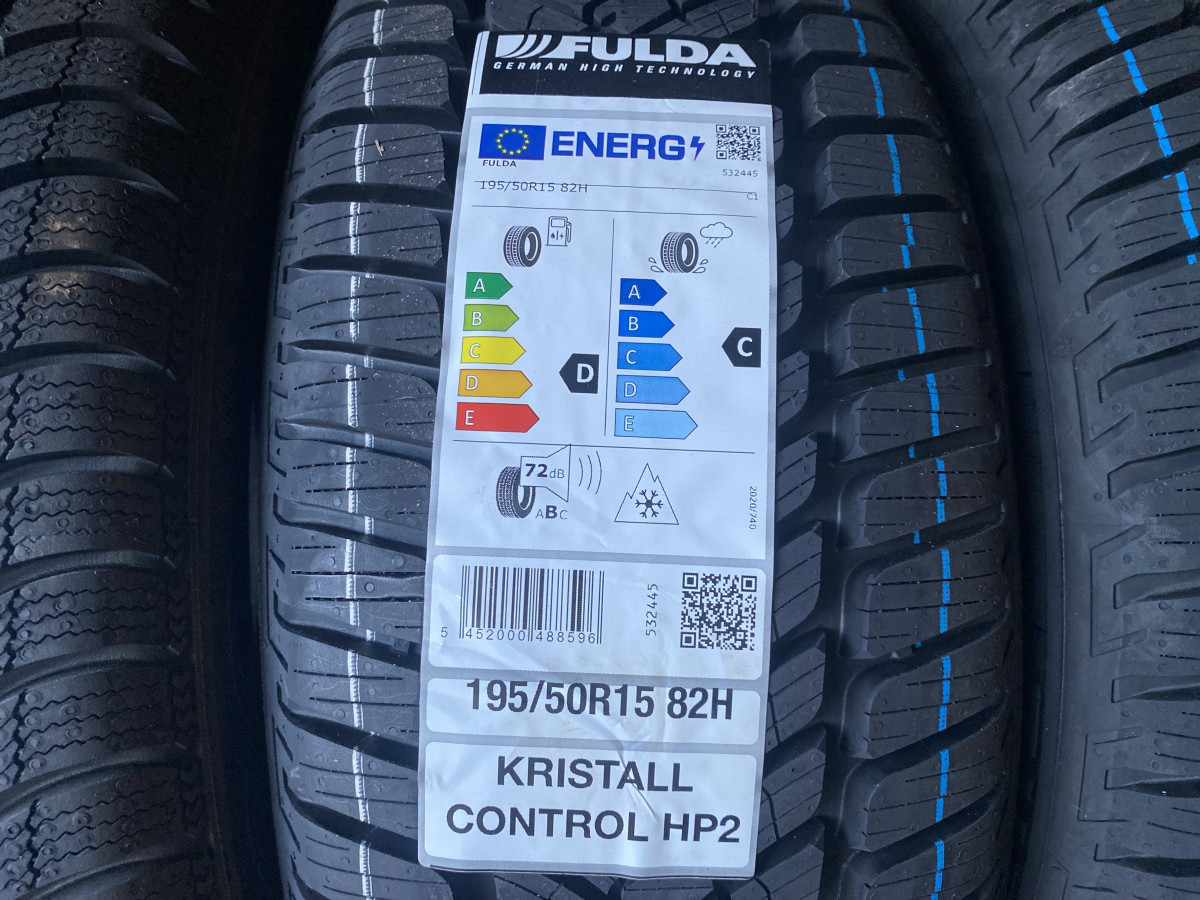 FULDA
GERMAN HIGH TECHNOLOGY
ENERG
FULDA
532445
195/50R15 82H
C1
A
B
C
D
E
D
A
B
C
D
E
C
72dB
ABC
2020/740
5 452000 488596
532445
195/50R15 82H
KRISTALL
CONTROL HP2